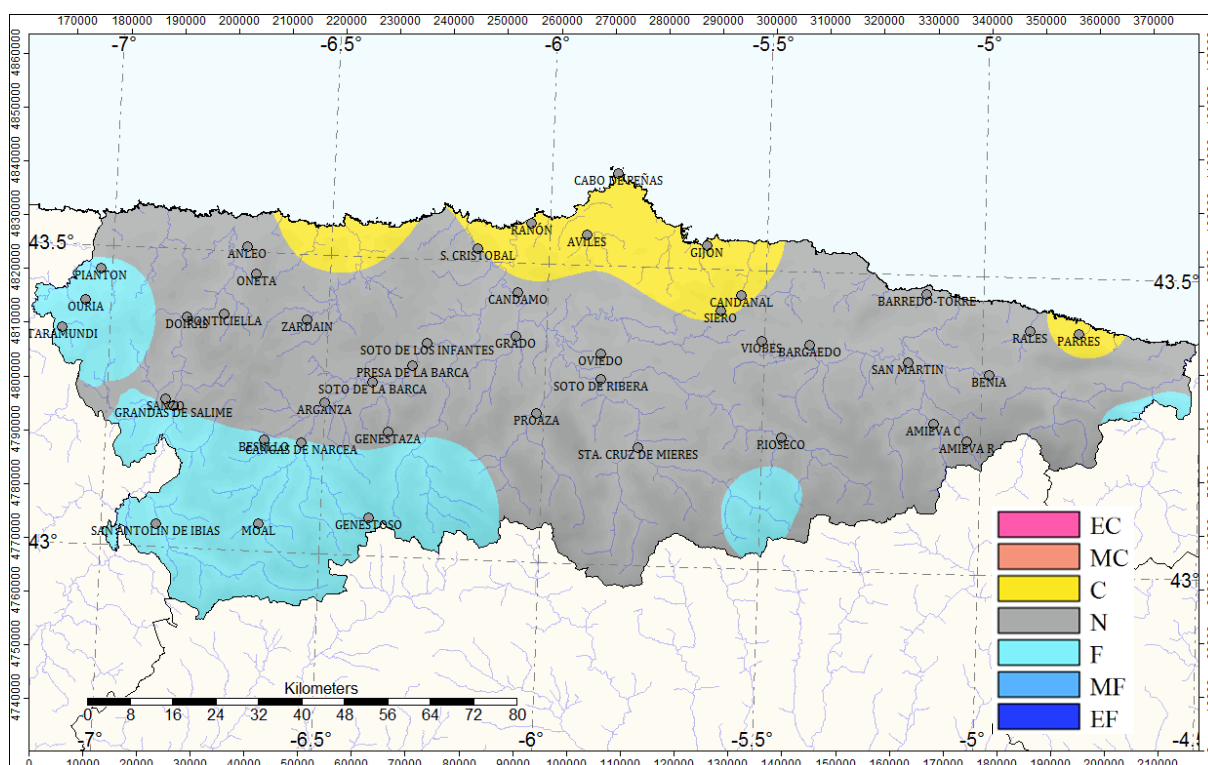 170000 180000 190000 200000 210000 220000 230000 240000 250000 260000 270000 280000 290000 300000 310000 320000 330000 340000 350000 360000 370000
-7° -6.5° -6° -5.5° -5°
4860000
4850000
4840000
4830000
4820000
4810000
4800000
4790000
4780000
4770000
4760000
4750000
4740000
43.5°
43.5°
43°
43°
CABO DE PEÑAS
RANÓN
AVILES
ANLEO
S. CRISTOBAL
GIJON
PIANTON
ONETA
CANDAMO
CANDANAL
BARREDO-TORRE
OURIA
SIERO
DOIRAS
PONTICIELLA
ZARDAIN
TARAMUNDI
GRADO
VIOBES
BARGAEDO
RALES
PARRES
SOTO DE LOS INFANTES
OVIEDO
PRESA DE LA BARCA
SAN MARTIN
SOTO DE LA BARCA
SOTO DE RIBERA
BENIA
SANZO
GRANDAS DE SALIME
ARGANZA
PROAZA
AMIEVA C
BESULLO
CANGAS DE NARCEA
GENESTAZA
RIOSECO
AMIEVA R
STA. CRUZ DE MIERES
SAN ANTOLIN DE IBIAS
MOAL
GENESTOSO
EC
MC
C
N
F
MF
EF
Kilometers
0 8 16 24 32 40 48 56 64 72 80
-7° -6.5° -6° -5.5° -5° -4.5
0 10000 20000 30000 40000 50000 60000 70000 80000 90000 100000 110000 120000 130000 140000 150000 160000 170000 180000 190000 200000 210000